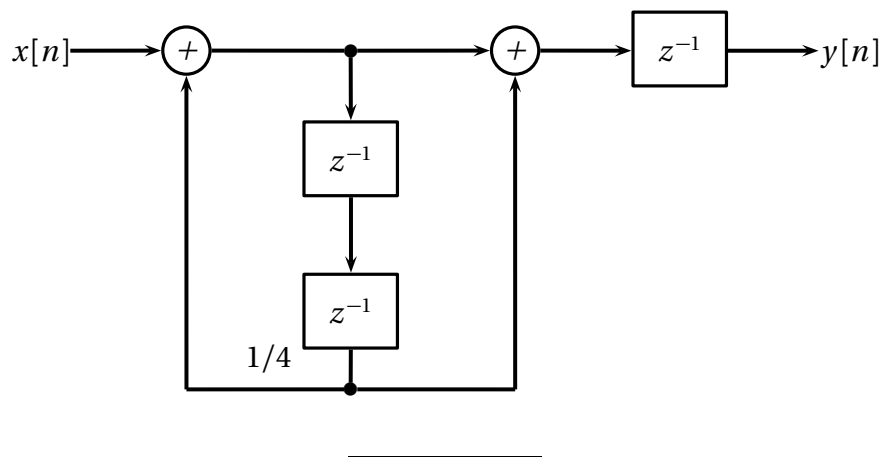 x[n] + + z⁻¹ y[n]
z⁻¹
z⁻¹
1/4